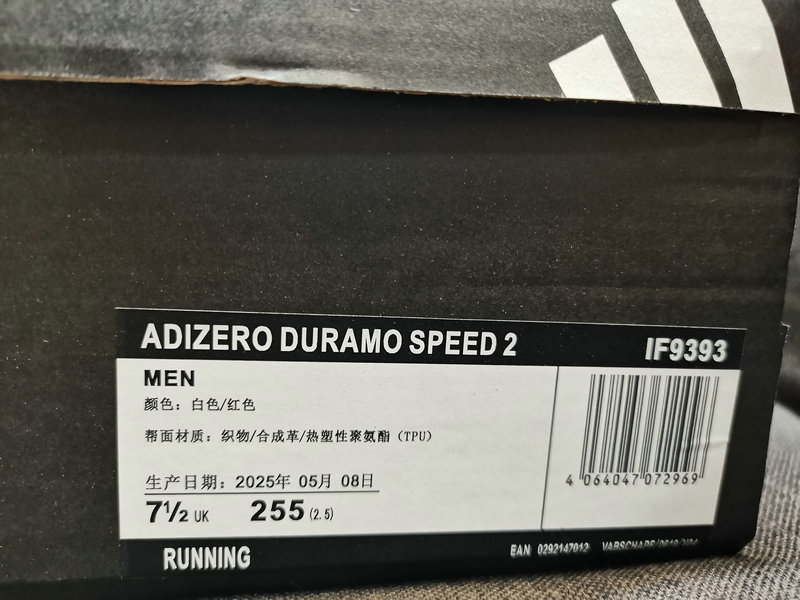 ADIZERO DURAMO SPEED 2 IF9393
MEN
颜色：白色/红色
帮面材质：织物/合成革/热塑性聚氨酯（TPU）
生产日期：2025年 05月 08日
7½ UK 255 (2.5)
4 064047 072969
RUNNING
EAN 0292147012